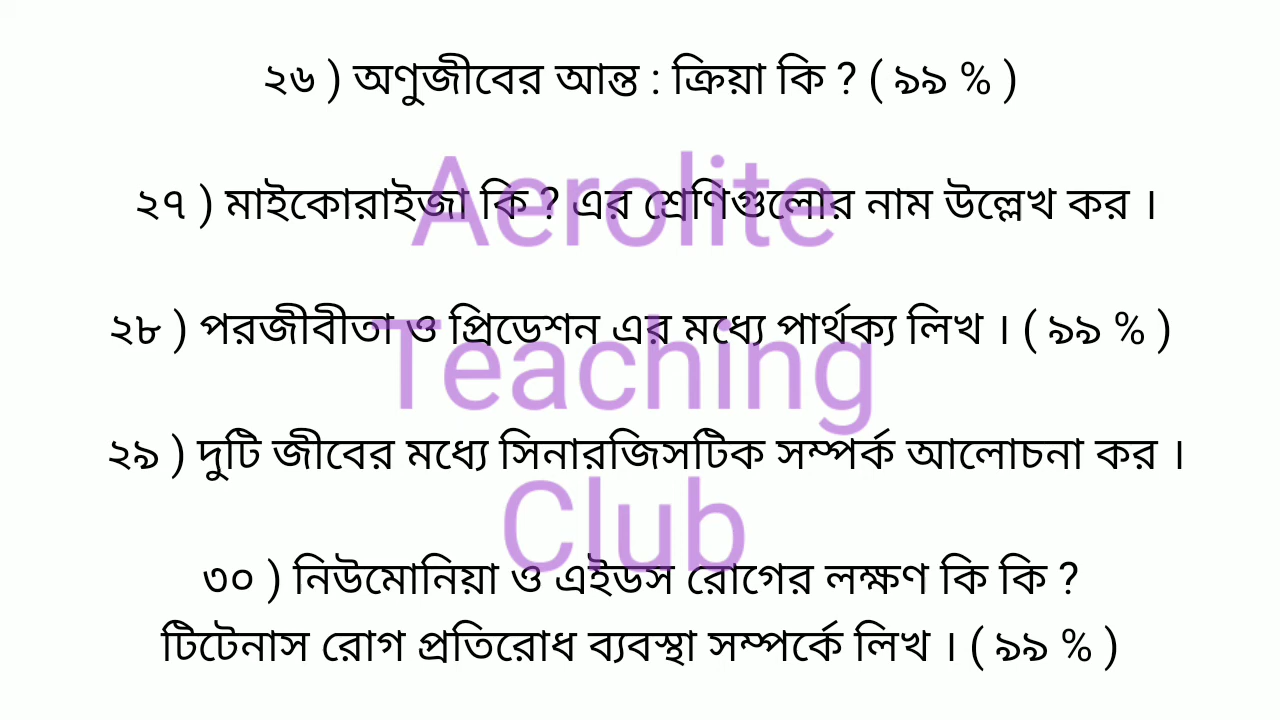 ২৬ ) অণুজীবের আন্ত : ক্রিয়া কি ? ( ৯৯ % )
২৭ ) মাইকোরাইজা কি ? এর শ্রেণিগুলোর নাম উল্লেখ কর ।
২৮ ) পরজীবীতা ও প্রিডেশন এর মধ্যে পার্থক্য লিখ । ( ৯৯ % )
২৯ ) দুটি জীবের মধ্যে সিনারজিসটিক সম্পর্ক আলোচনা কর ।
৩০ ) নিউমোনিয়া ও এইডস রোগের লক্ষণ কি কি ?
টিটেনাস রোগ প্রতিরোধ ব্যবস্থা সম্পর্কে লিখ । ( ৯৯ % )
Aerolite
Teaching
Club